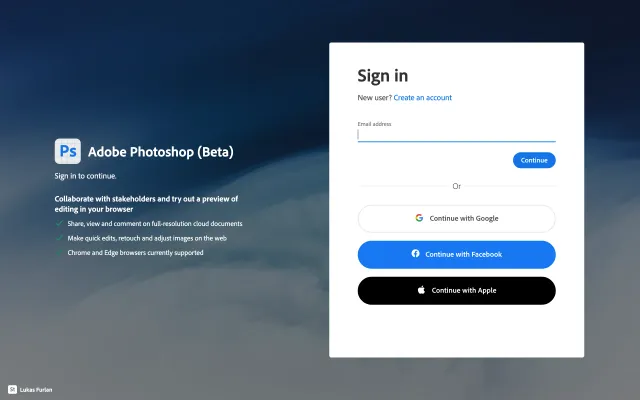 Ps Adobe Photoshop (Beta)
Sign in to continue.
Collaborate with stakeholders and try out a preview of
editing in your browser
Share, view and comment on full-resolution cloud documents
Make quick edits, retouch and adjust images on the web
Chrome and Edge browsers currently supported
Sign in
New user? Create an account
Email address
Continue
Or
Continue with Google
Continue with Facebook
Continue with Apple
St Lukas Furlan